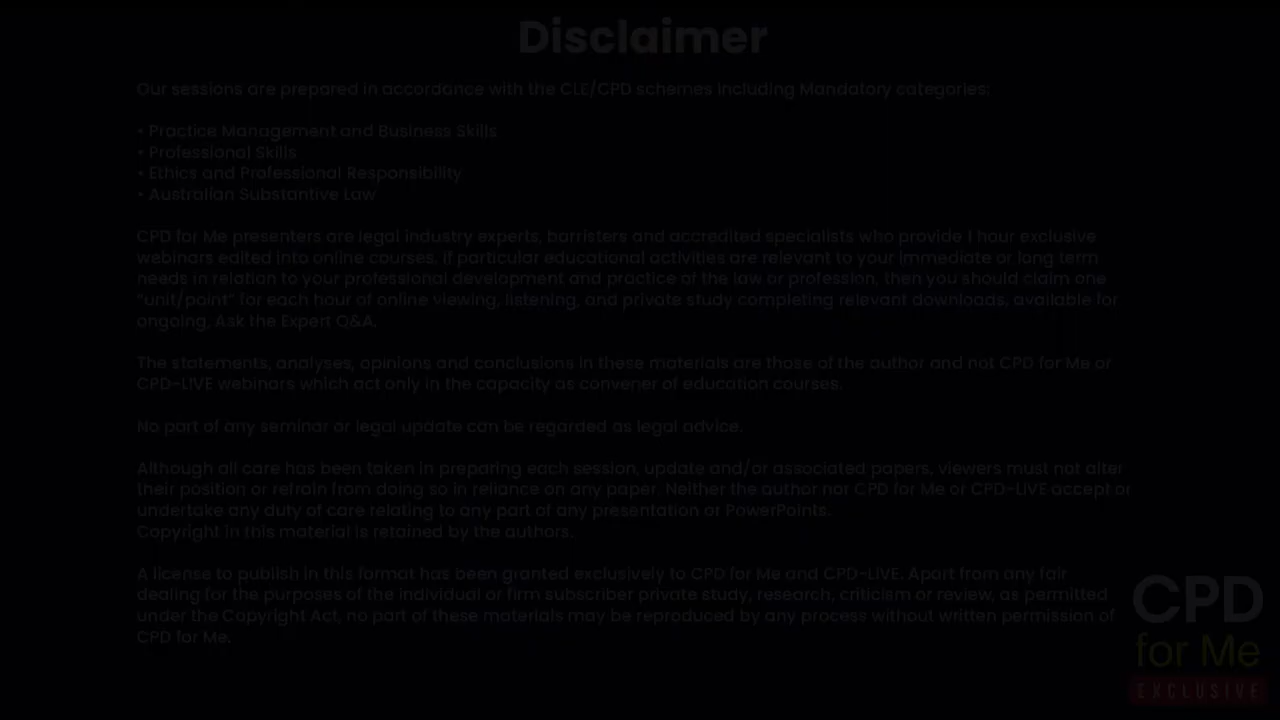 Disclaimer
Our sessions are prepared in accordance with the CLE/CPD schemes including Mandatory categories:
• Practice Management and Business Skills
• Professional Skills
• Ethics and Professional Responsibility
• Australian Substantive Law
CPD for Me presenters are legal industry experts, barristers and accredited specialists who provide 1 hour exclusive
webinars edited into online courses. If particular educational activities are relevant to your immediate or long term
needs in relation to your professional development and practice of the law or profession, then you should claim one
"unit/point" for each hour of online viewing, listening, and private study completing relevant downloads, available for
ongoing, Ask the Expert Q&A.
The statements, analyses, opinions and conclusions in these materials are those of the author and not CPD for Me or
CPD-LIVE webinars which act only in the capacity as convener of education courses.
No part of any seminar or legal update can be regarded as legal advice.
Although all care has been taken in preparing each session, update and/or associated papers, viewers must not alter
their position or refrain from doing so in reliance on any paper. Neither the author nor CPD for Me or CPD-LIVE accept or
undertake any duty of care relating to any part of any presentation or PowerPoints.
Copyright in this material is retained by the authors.
A license to publish in this format has been granted exclusively to CPD for Me and CPD-LIVE. Apart from any fair
dealing for the purposes of the individual or firm subscriber private study, research, criticism or review, as permitted
under the Copyright Act, no part of these materials may be reproduced by any process without written permission of
CPD for Me.
CPD
for Me
EXCLUSIVE